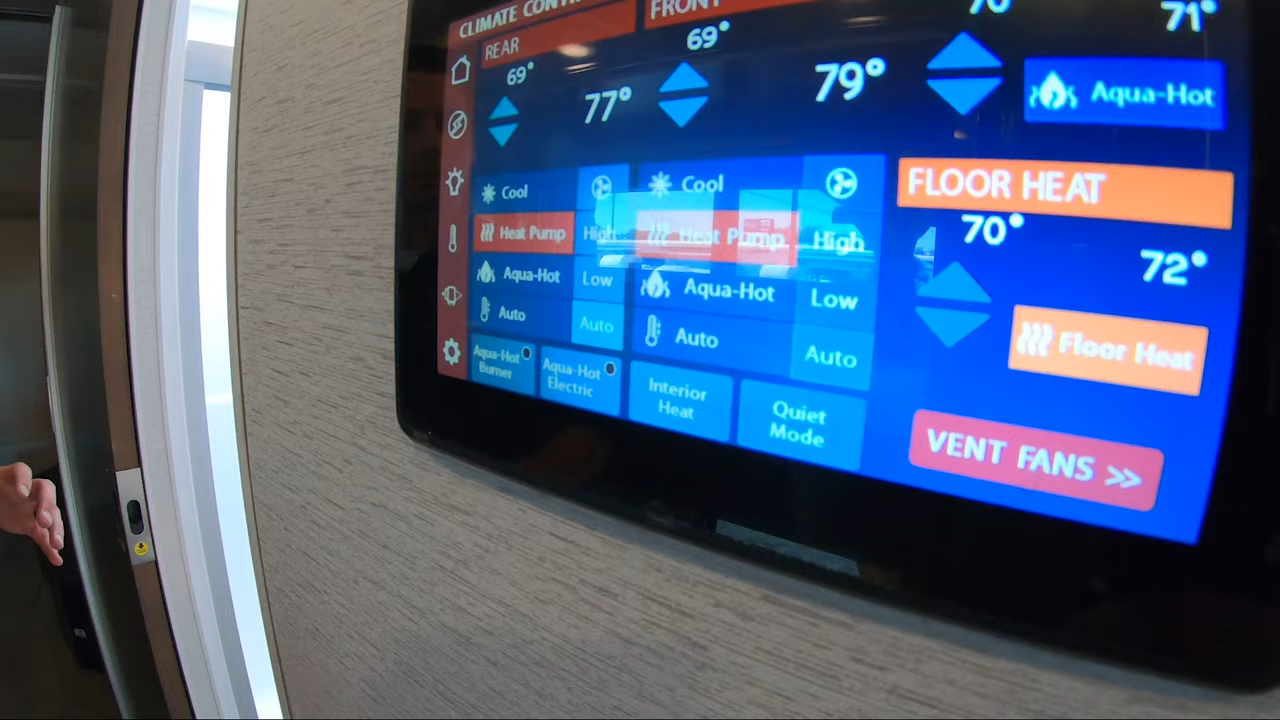 CLIMATE CONTR
REAR
69°
77°
FRONT
69°
79°
70
71°
Aqua-Hot
Cool
Heat Pump
High
Aqua-Hot
Low
Auto
Auto
Cool
Heat Pump
High
Aqua-Hot
Low
Auto
Auto
Aqua-Hot
Burner
Aqua-Hot
Electric
Interior
Heat
Quiet
Mode
FLOOR HEAT
70°
72°
Floor Heat
VENT FANS >>